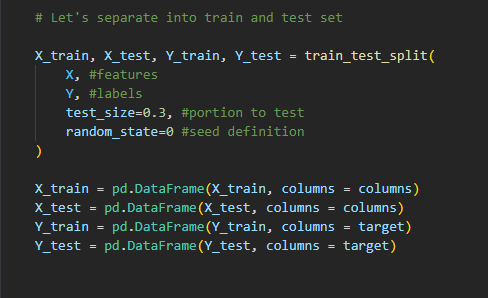 # Let's separate into train and test set
X_train, X_test, Y_train, Y_test = train_test_split(
X, #features
Y, #labels
test_size=0.3, #portion to test
random_state=0 #seed definition
)
X_train = pd.DataFrame(X_train, columns = columns)
X_test = pd.DataFrame(X_test, columns = columns)
Y_train = pd.DataFrame(Y_train, columns = target)
Y_test = pd.DataFrame(Y_test, columns = target)